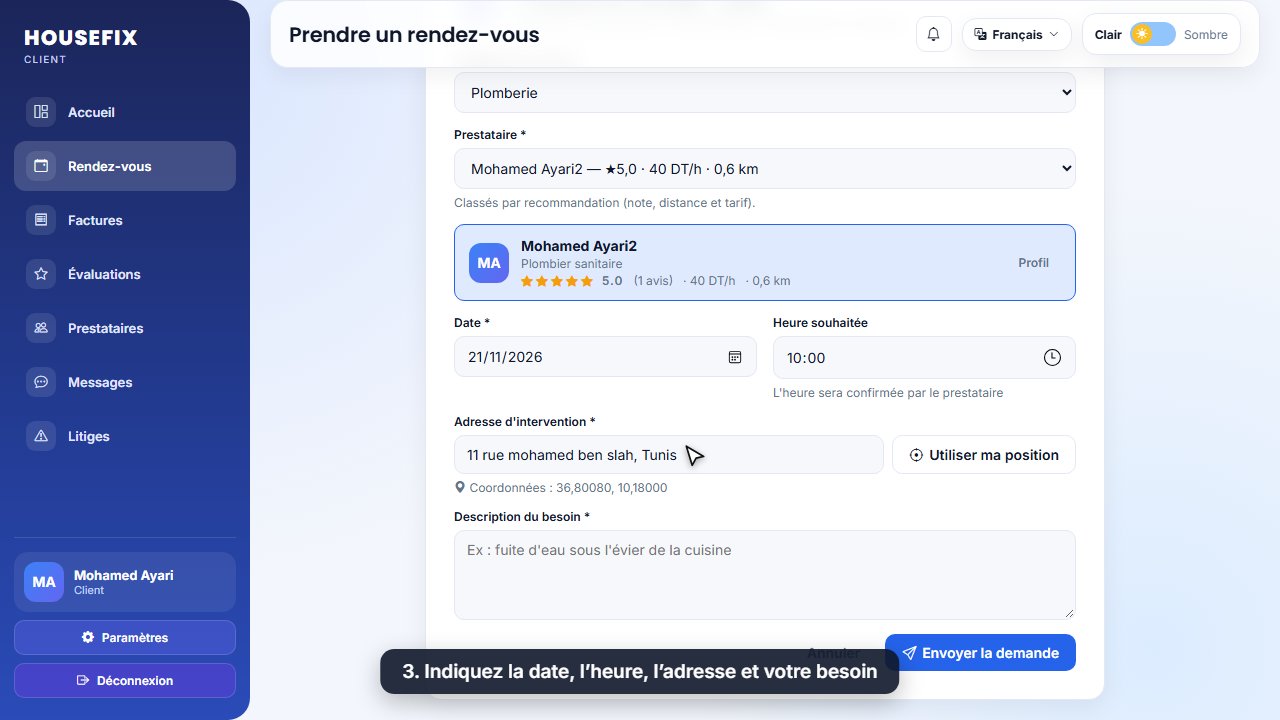 HOUSEFIX
CLIENT
Accueil
Rendez-vous
Factures
Évaluations
Prestataires
Messages
Litiges
MA
Mohamed Ayari
Client
Paramètres
Déconnexion
Prendre un rendez-vous
Français
Clair
Sombre
Plomberie
Prestataire *
Mohamed Ayari2 — ★5,0 · 40 DT/h · 0,6 km
Classés par recommandation (note, distance et tarif).
MA
Mohamed Ayari2
Plombier sanitaire
5.0 (1 avis) · 40 DT/h · 0,6 km
Profil
Date *
Heure souhaitée
21/11/2026
10:00
L'heure sera confirmée par le prestataire
Adresse d'intervention *
11 rue mohamed ben slah, Tunis
Utiliser ma position
Coordonnées : 36,80080, 10,18000
Description du besoin *
Ex : fuite d'eau sous l'évier de la cuisine
Annuler
Envoyer la demande
3. Indiquez la date, l’heure, l’adresse et votre besoin